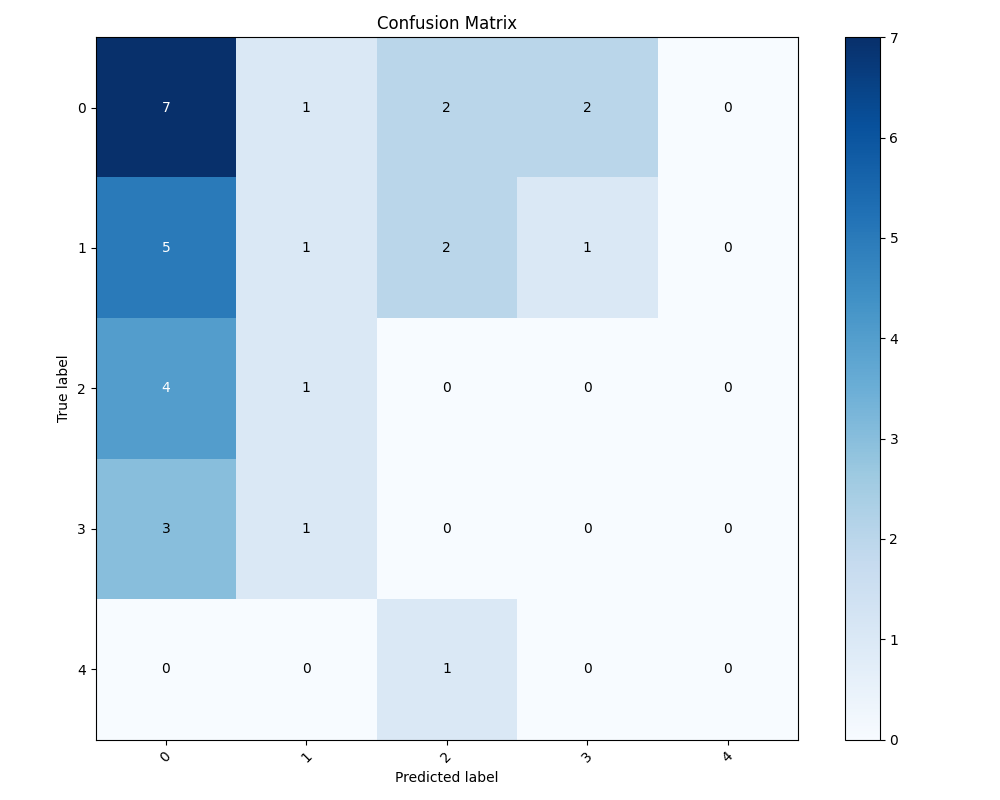 Confusion Matrix
True label
0 7 1 2 2 0
1 5 1 2 1 0
2 4 1 0 0 0
3 3 1 0 0 0
4 0 0 1 0 0
0 1 2 3 4
Predicted label
7
6
5
4
3
2
1
0